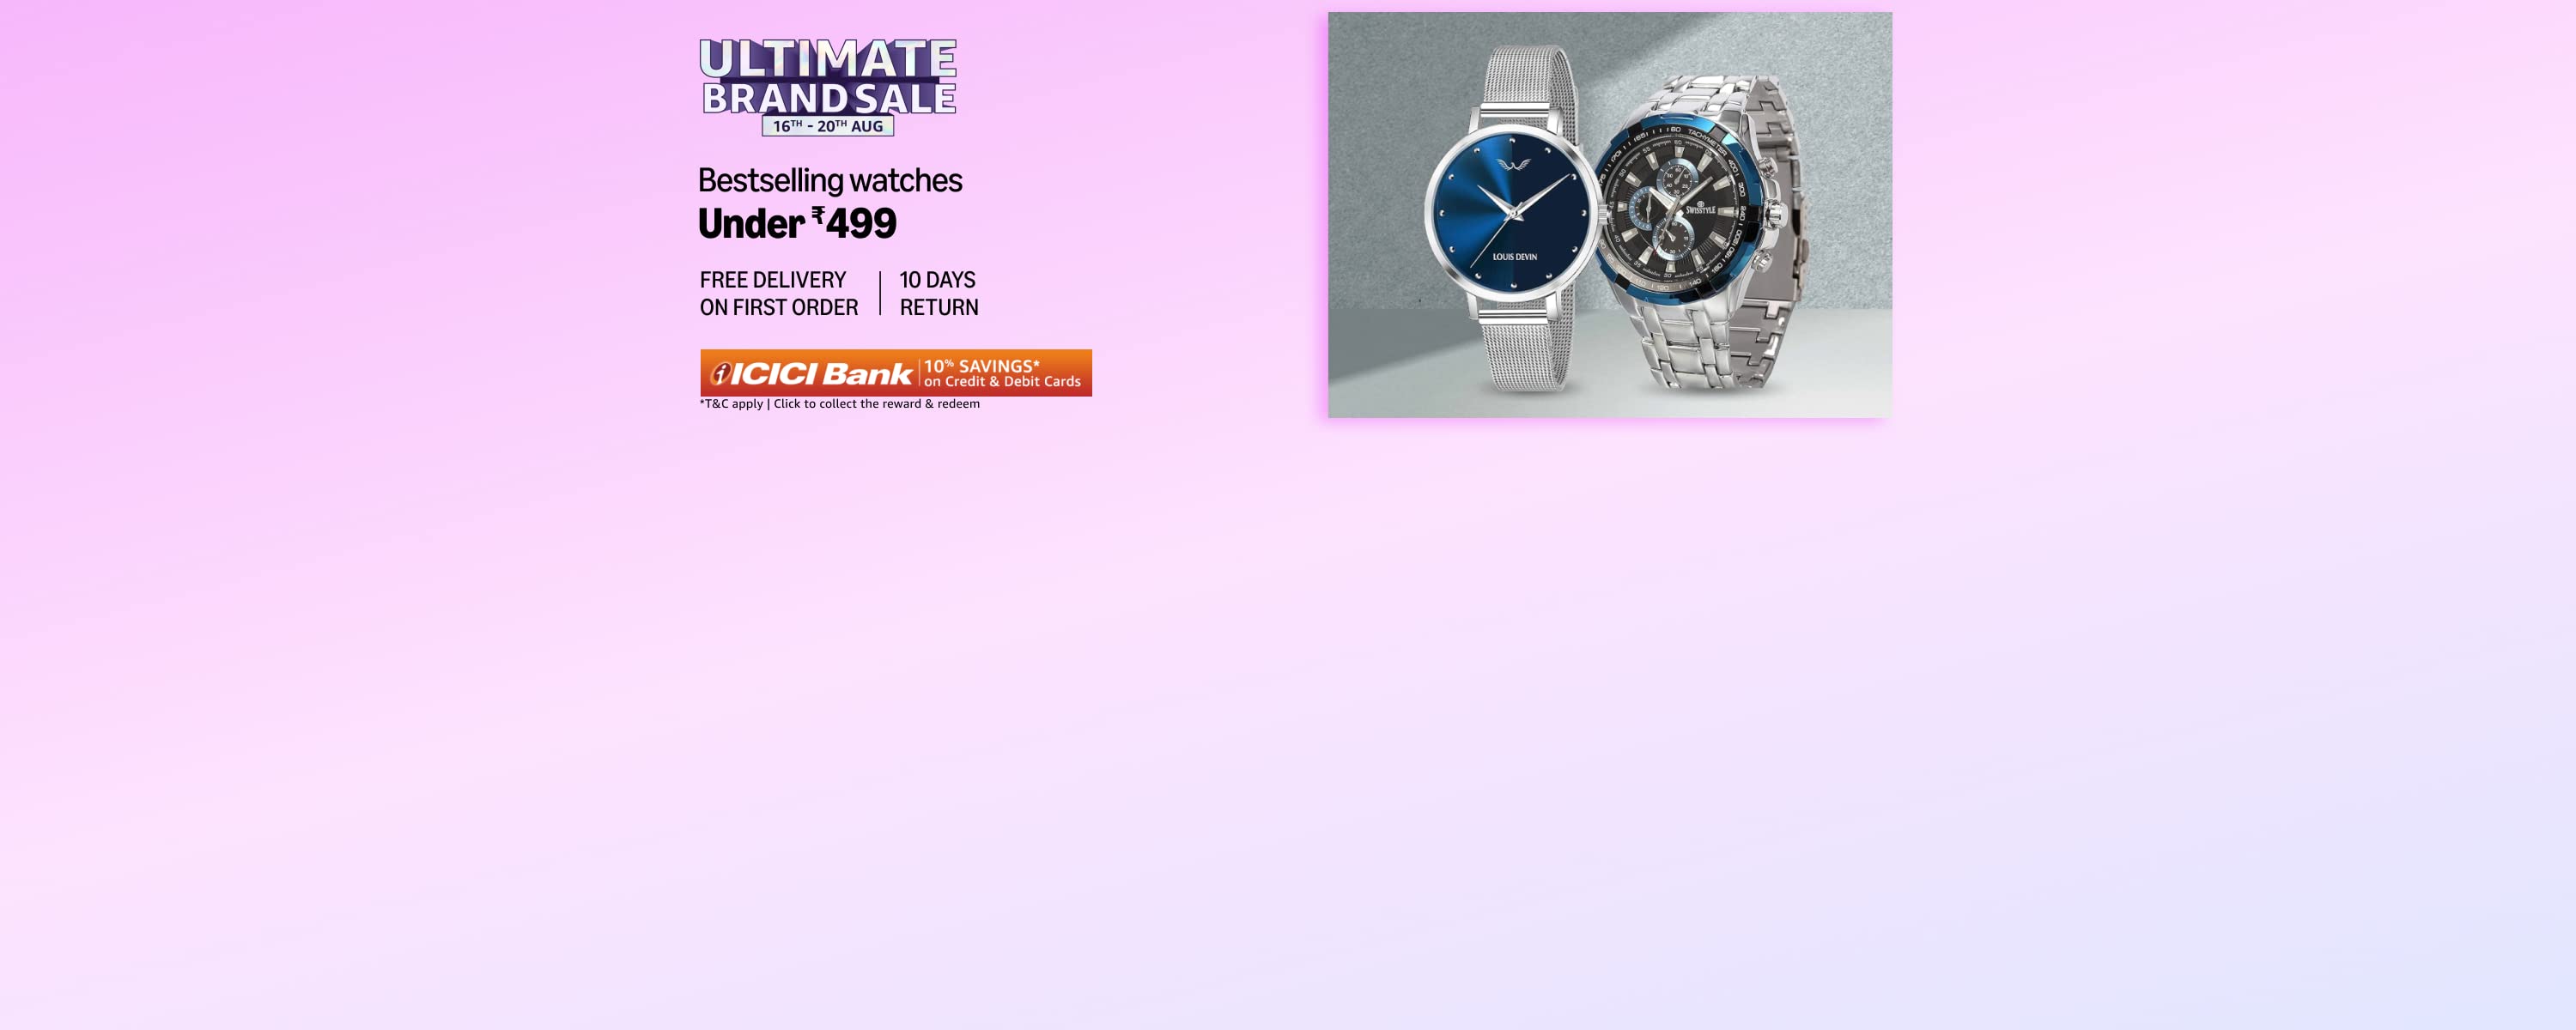 ULTIMATE
BRAND SALE
16TH - 20TH AUG
Bestselling watches
Under ₹499
FREE DELIVERY
ON FIRST ORDER
10 DAYS
RETURN
ICICI Bank
10% SAVINGS*
on Credit & Debit Cards
*T&C apply | Click to collect the reward & redeem
LOUIS DEVIN
TACHYMETER
SWISSTYLE